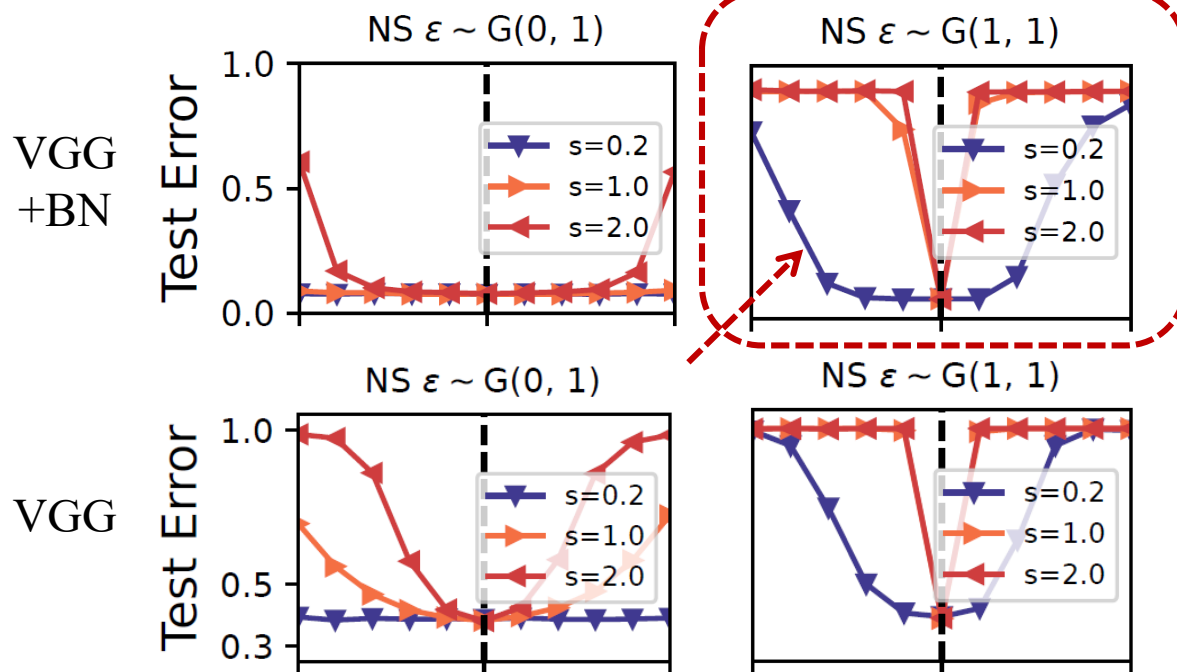 NS ε ~ G(0, 1)
NS ε ~ G(1, 1)
VGG
+BN
Test Error
1.0
0.5
0.0
s=0.2
s=1.0
s=2.0
s=0.2
s=1.0
s=2.0
NS ε ~ G(0, 1)
NS ε ~ G(1, 1)
VGG
Test Error
1.0
0.5
0.3
s=0.2
s=1.0
s=2.0
s=0.2
s=1.0
s=2.0